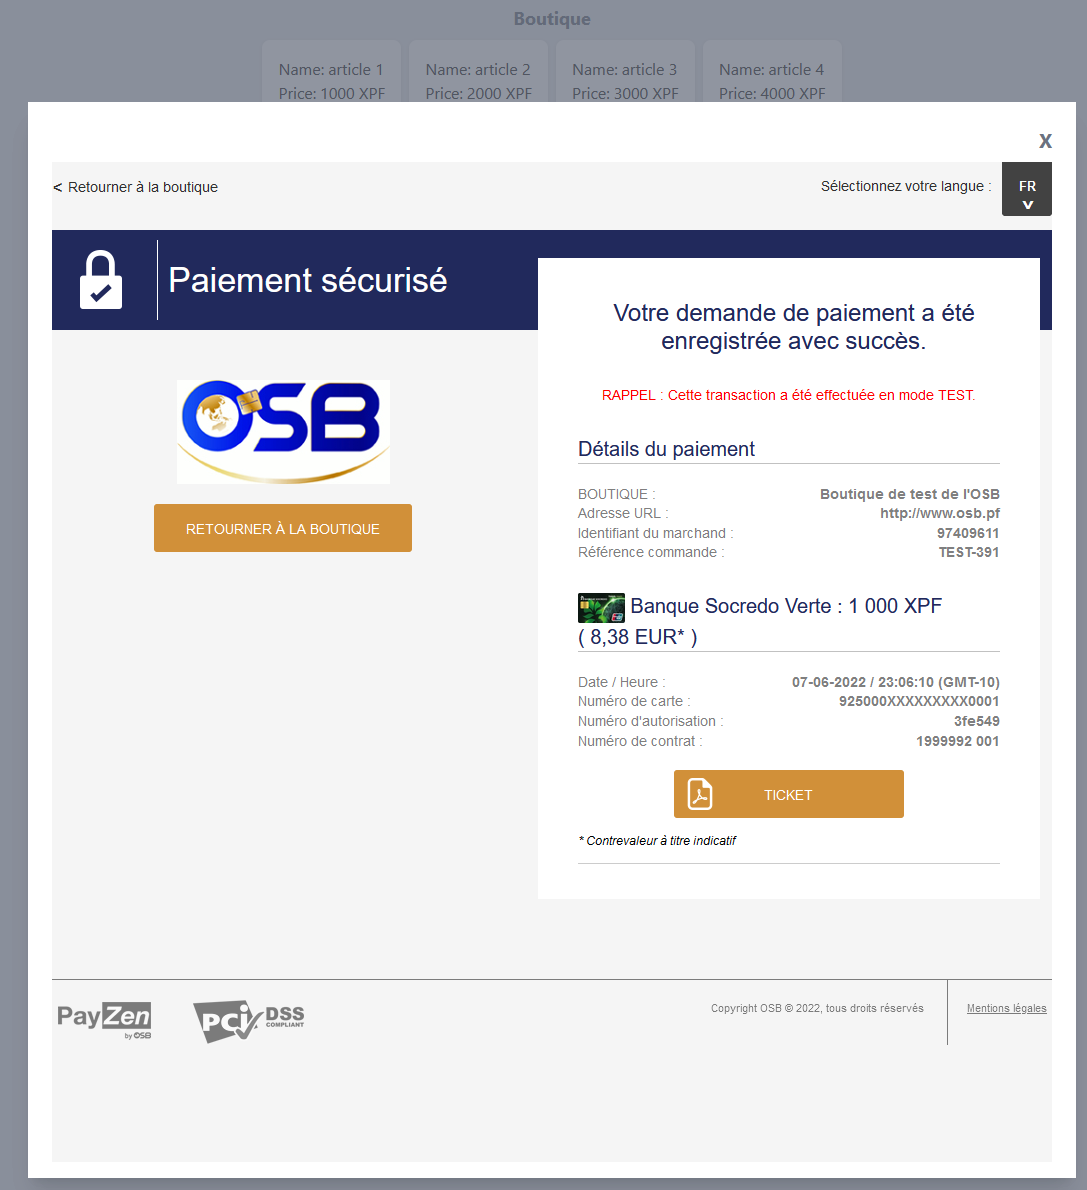 Boutique
Name: article 1
Price: 1000 XPF
Name: article 2
Price: 2000 XPF
Name: article 3
Price: 3000 XPF
Name: article 4
Price: 4000 XPF
X
< Retourner à la boutique
Sélectionnez votre langue :
FR
Paiement sécurisé
OSB
RETOURNER À LA BOUTIQUE
Votre demande de paiement a été
enregistrée avec succès.
RAPPEL : Cette transaction a été effectuée en mode TEST.
Détails du paiement
BOUTIQUE : Boutique de test de l'OSB
Adresse URL : http://www.osb.pf
Identifiant du marchand : 97409611
Référence commande : TEST-391
Banque Socredo Verte : 1 000 XPF
( 8,38 EUR* )
Date / Heure : 07-06-2022 / 23:06:10 (GMT-10)
Numéro de carte : 925000XXXXXXXXX0001
Numéro d'autorisation : 3fe549
Numéro de contrat : 1999992 001
TICKET
* Contrevaleur à titre indicatif
PayZen
by OSB
PCI DSS
COMPLIANT
Copyright OSB © 2022, tous droits réservés
Mentions légales